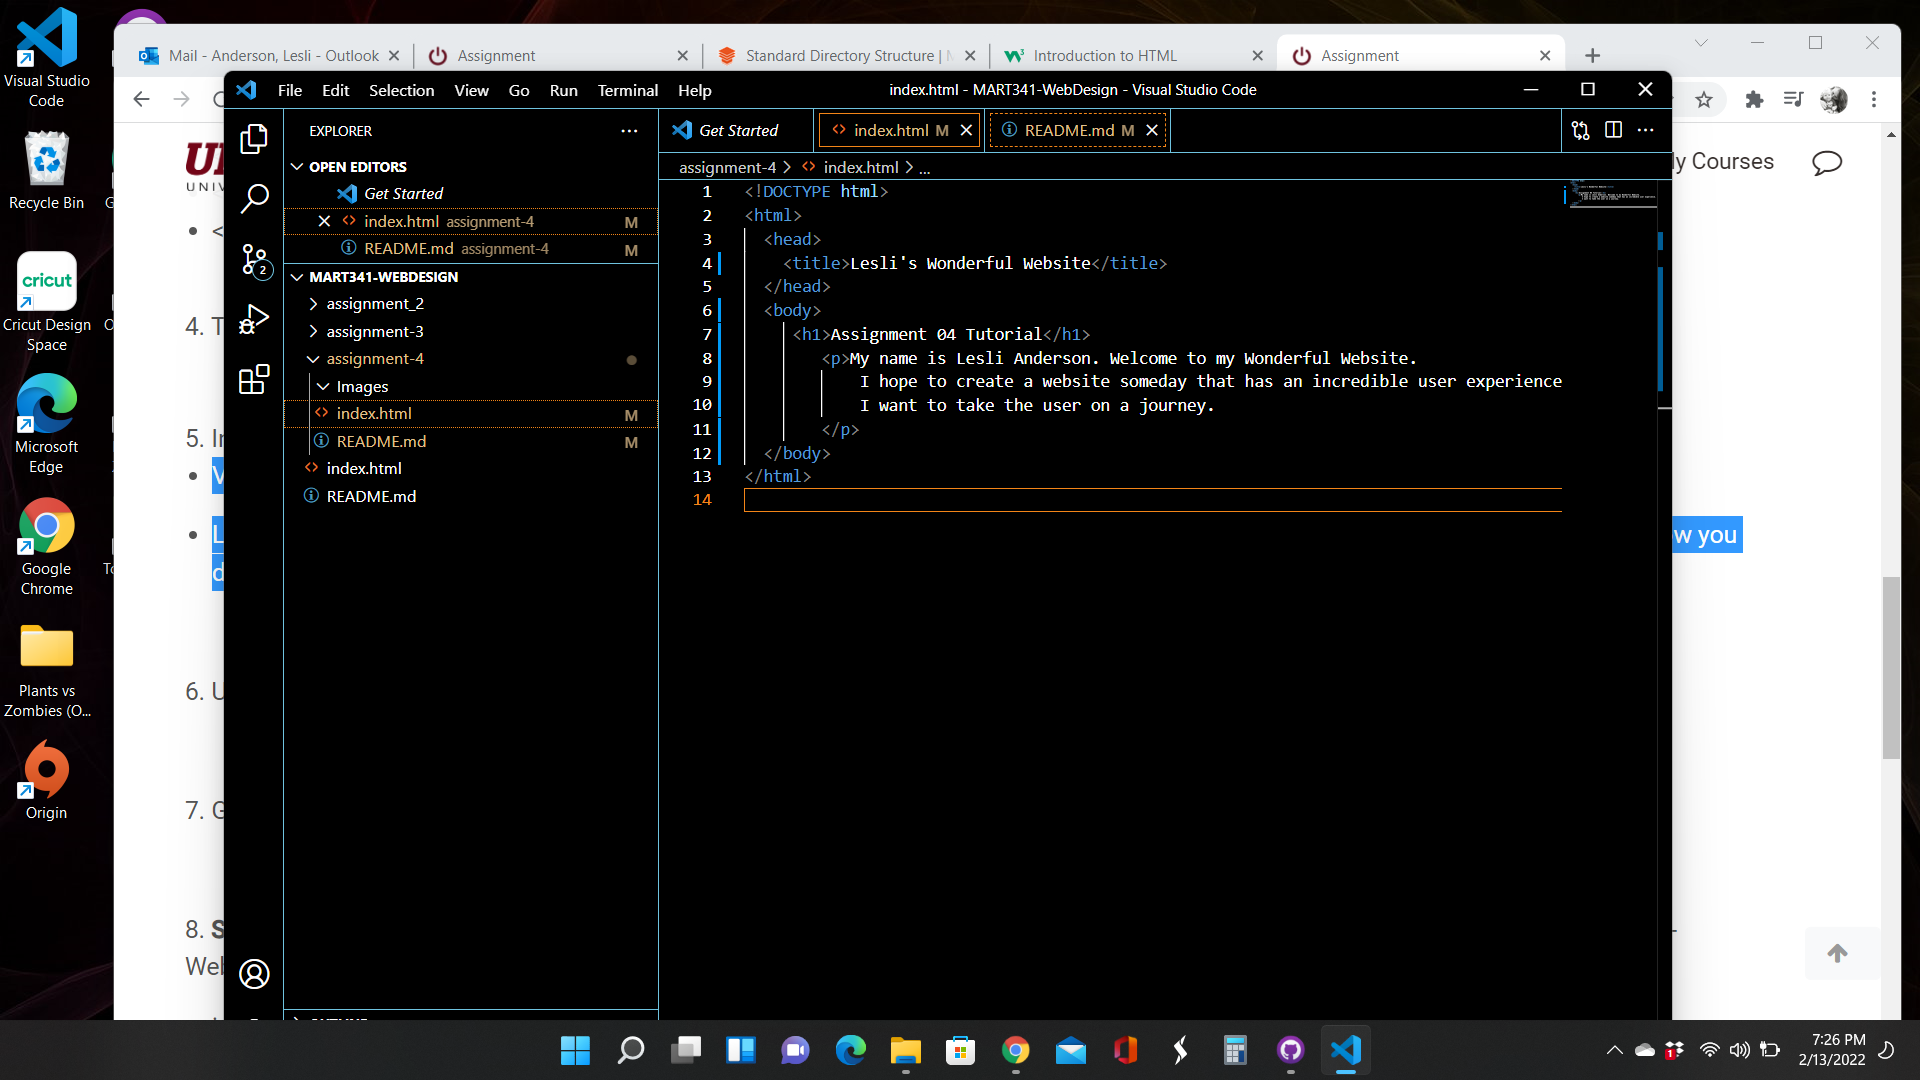 Visual Studio
Code
Recycle Bin
cricut
Cricut Design
Space
Microsoft
Edge
Google
Chrome
Plants vs
Zombies (O...
Origin
Mail - Anderson, Lesli - Outlook
Assignment
Standard Directory Structure |
Introduction to HTML
Assignment
File Edit Selection View Go Run Terminal Help
index.html - MART341-WebDesign - Visual Studio Code
UNIV
y Courses
4. T
5. In
w you
6. U
7. G
8. S
Wel
EXPLORER
OPEN EDITORS
Get Started
index.html assignment-4 M
README.md assignment-4 M
2
MART341-WEBDESIGN
assignment_2
assignment-3
assignment-4
Images
index.html M
README.md M
index.html
README.md
Get Started
index.html M
README.md M
assignment-4 > index.html > ...
1 <!DOCTYPE html>
2 <html>
3 <head>
4 <title>Lesli's Wonderful Website</title>
5 </head>
6 <body>
7 <h1>Assignment 04 Tutorial</h1>
8 <p>My name is Lesli Anderson. Welcome to my Wonderful Website.
9 I hope to create a website someday that has an incredible user experience
10 I want to take the user on a journey.
11 </p>
12 </body>
13 </html>
14
1
7:26 PM
2/13/2022